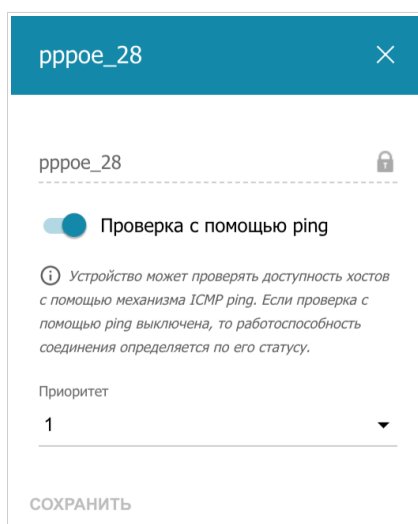 pppoe_28
pppoe_28
Проверка с помощью ping
Устройство может проверять доступность хостов
с помощью механизма ICMP ping. Если проверка с
помощью ping выключена, то работоспособность
соединения определяется по его статусу.
Приоритет
1
СОХРАНИТЬ